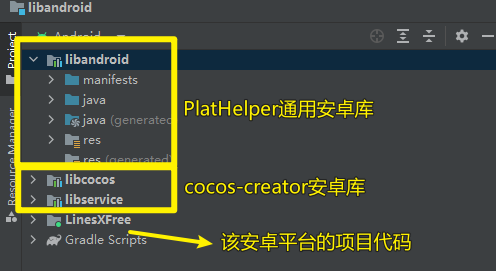 libandroid
Project
Android
libandroid
manifests
java
java (generated)
res
res (generated)
PlatHelper通用安卓库
libcocos
libservice
cocos-creator安卓库
Resource Manager
LinesXFree
Gradle Scripts
该安卓平台的项目代码